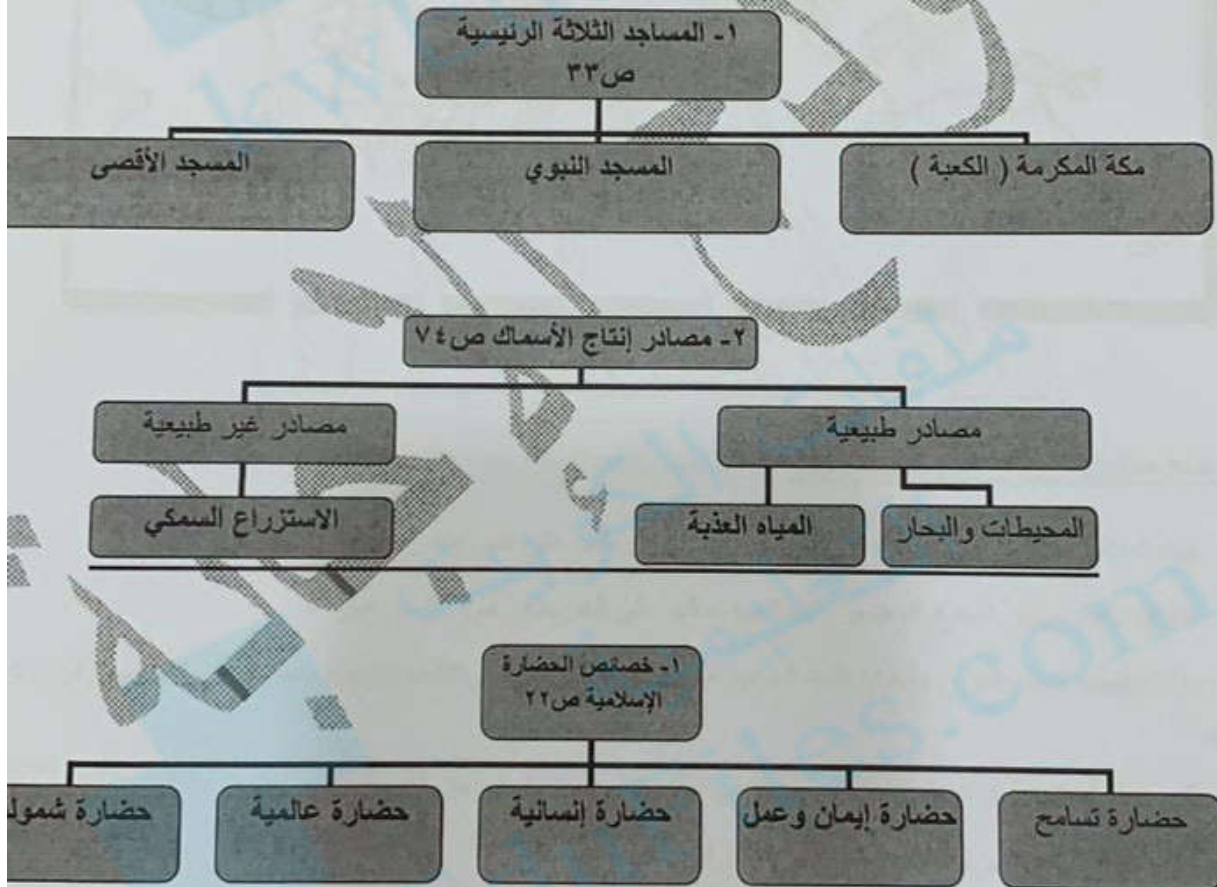 ١- المساجد الثلاثة الرئيسية
ص٣٣
مكة المكرمة ( الكعبة )
المسجد النبوي
المسجد الأقصى
٢- مصادر إنتاج الأسماك ص٧٤
مصادر طبيعية
مصادر غير طبيعية
المحيطات والبحار
المياه العذبة
الاستزراع السمكي
١- خصائص الحضارة
الإسلامية ص٢٢
حضارة تسامح
حضارة إيمان وعمل
حضارة إنسانية
حضارة عالمية
حضارة شمول